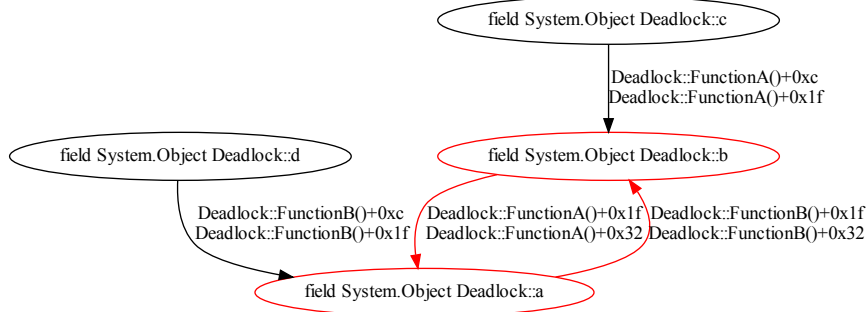 field System.Object Deadlock::c
Deadlock::FunctionA()+0xc
Deadlock::FunctionA()+0x1f
field System.Object Deadlock::d
field System.Object Deadlock::b
Deadlock::FunctionB()+0xc
Deadlock::FunctionB()+0x1f
Deadlock::FunctionA()+0x1f
Deadlock::FunctionA()+0x32
Deadlock::FunctionB()+0x1f
Deadlock::FunctionB()+0x32
field System.Object Deadlock::a